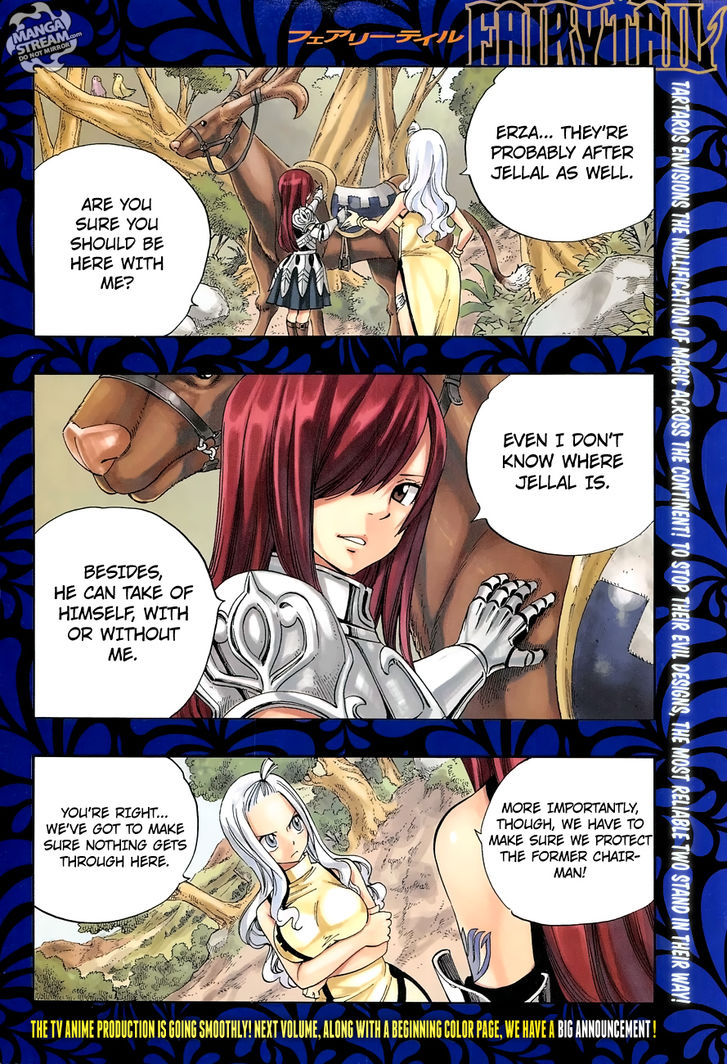 MANGA
STREAM.COM
DO NOT MIRROR
フェアリーテイル
FAIRY TAIL
ERZA... THEY'RE
PROBABLY AFTER
JELLAL AS WELL.
ARE YOU
SURE YOU
SHOULD BE
HERE WITH
ME?
EVEN I DON'T
KNOW WHERE
JELLAL IS.
BESIDES,
HE CAN TAKE OF
HIMSELF, WITH
OR WITHOUT
ME.
MORE IMPORTANTLY,
THOUGH, WE HAVE TO
MAKE SURE WE PROTECT
THE FORMER CHAIR-
MAN!
YOU'RE RIGHT...
WE'VE GOT TO MAKE
SURE NOTHING GETS
THROUGH HERE.
TARTAROS ENVISIONS THE NULLIFICATION OF MAGIC ACROSS THE CONTINENT! TO STOP THEIR EVIL DESIGNS, THE MOST RELIABLE TWO STAND IN THEIR WAY!
THE TV ANIME PRODUCTION IS GOING SMOOTHLY! NEXT VOLUME, ALONG WITH A BEGINNING COLOR PAGE, WE HAVE A BIG ANNOUNCEMENT !